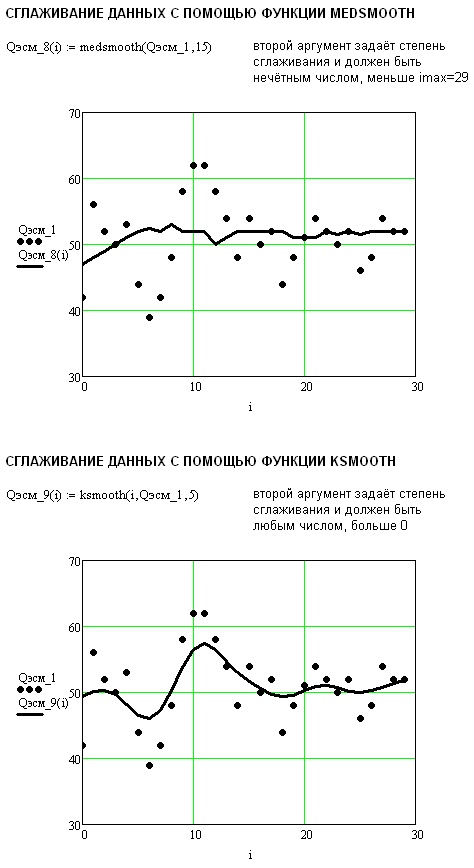 СГЛАЖИВАНИЕ ДАННЫХ С ПОМОЩЬЮ ФУНКЦИИ MEDSMOOTH
Qэсм_8(i) := medsmooth(Qэсм_1,15)
второй аргумент задаёт степень
сглаживания и должен быть
нечётным числом, меньше imax=29
70
60
50
40
30
Qэсм_1
Qэсм_8(i)
0
10
20
30
i
СГЛАЖИВАНИЕ ДАННЫХ С ПОМОЩЬЮ ФУНКЦИИ KSMOOTH
Qэсм_9(i) := ksmooth(i,Qэсм_1,5)
второй аргумент задаёт степень
сглаживания и должен быть
любым числом, больше 0
70
60
50
40
30
Qэсм_1
Qэсм_9(i)
0
10
20
30
i